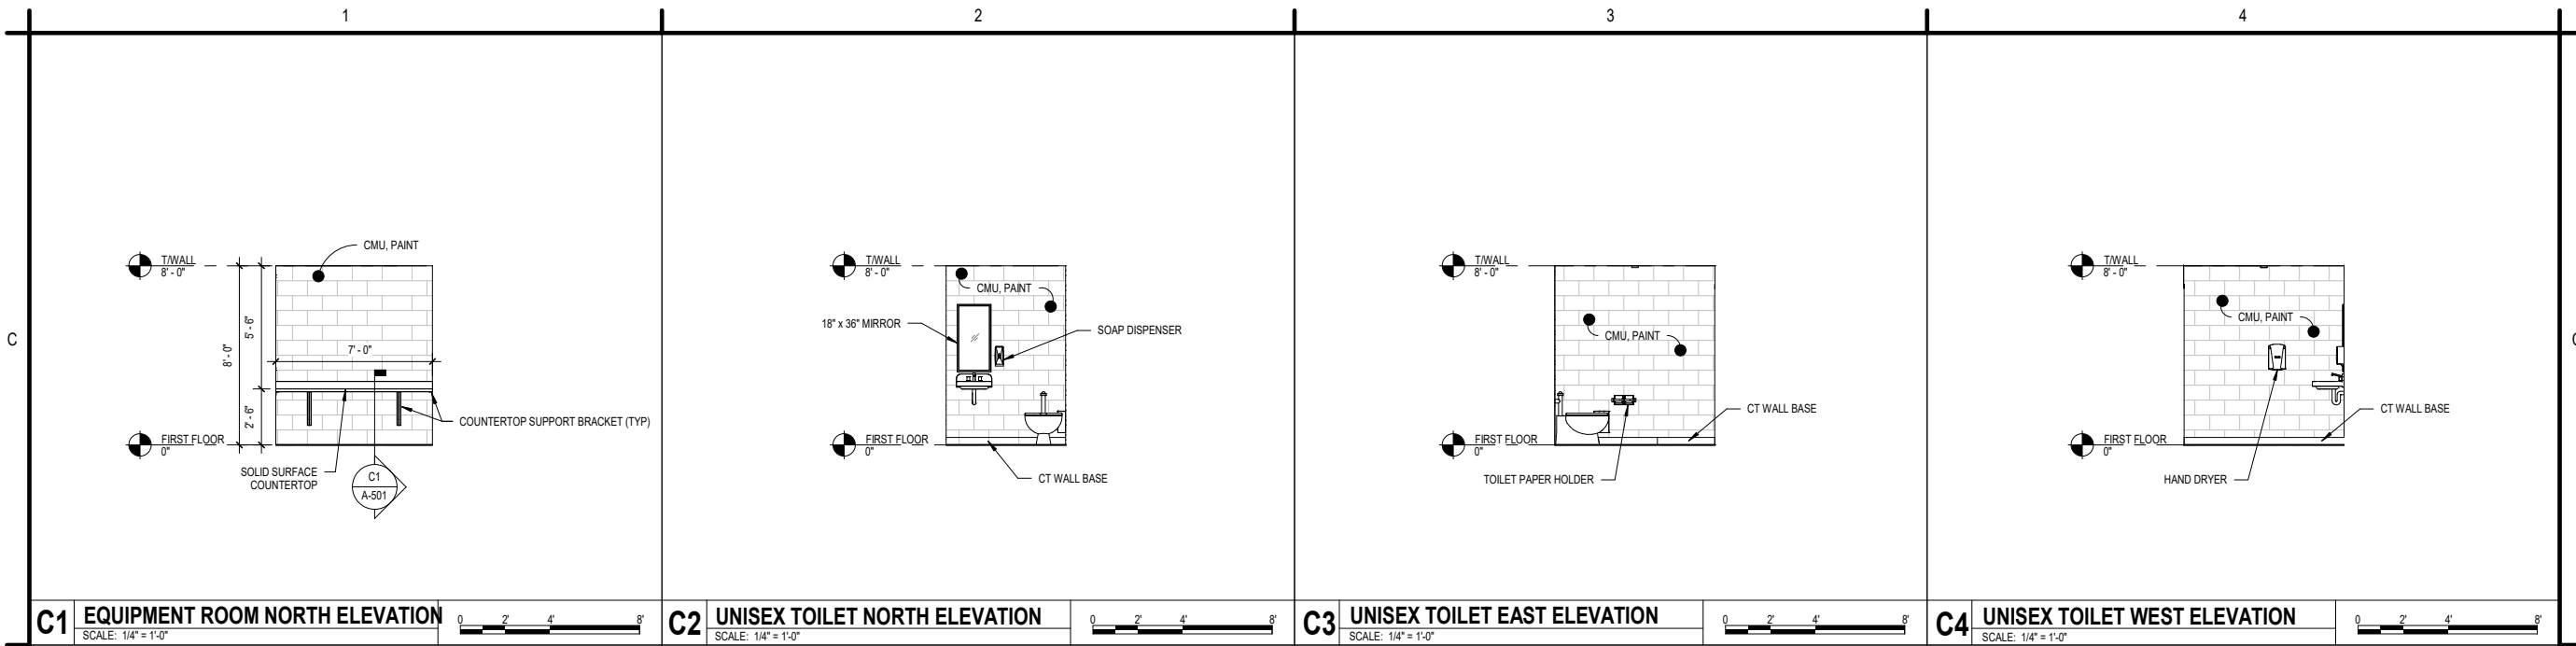 1
2
3
4
C
CMU, PAINT
T/WALL
8' - 0"
8' - 0"
5' - 6"
2' - 6"
7' - 0"
COUNTERTOP SUPPORT BRACKET (TYP)
FIRST FLOOR
0"
SOLID SURFACE
COUNTERTOP
C1
A-501
C1
EQUIPMENT ROOM NORTH ELEVATION
SCALE: 1/4" = 1'-0"
0 2' 4' 8'
T/WALL
8' - 0"
CMU, PAINT
18" x 36" MIRROR
SOAP DISPENSER
FIRST FLOOR
0"
CT WALL BASE
C2
UNISEX TOILET NORTH ELEVATION
SCALE: 1/4" = 1'-0"
0 2' 4' 8'
T/WALL
8' - 0"
CMU, PAINT
CT WALL BASE
FIRST FLOOR
0"
TOILET PAPER HOLDER
C3
UNISEX TOILET EAST ELEVATION
SCALE: 1/4" = 1'-0"
0 2' 4' 8'
T/WALL
8' - 0"
CMU, PAINT
CT WALL BASE
FIRST FLOOR
0"
HAND DRYER
C4
UNISEX TOILET WEST ELEVATION
SCALE: 1/4" = 1'-0"
0 2' 4' 8'